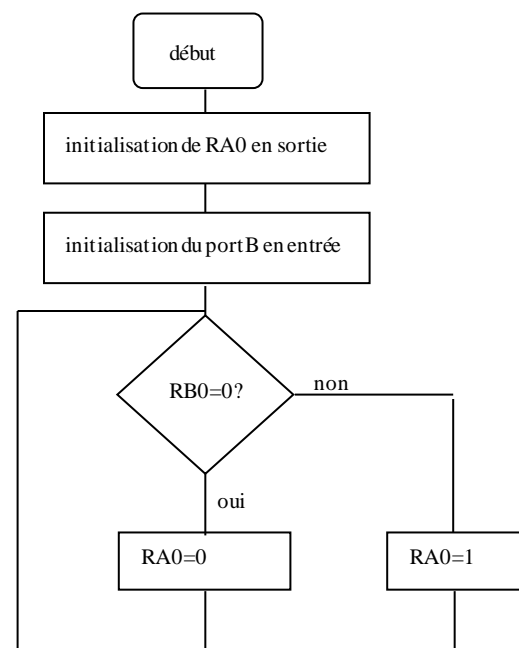 début
initialisation de RA0 en sortie
initialisation du port B en entrée
RB0=0?
non
oui
RA0=0
RA0=1